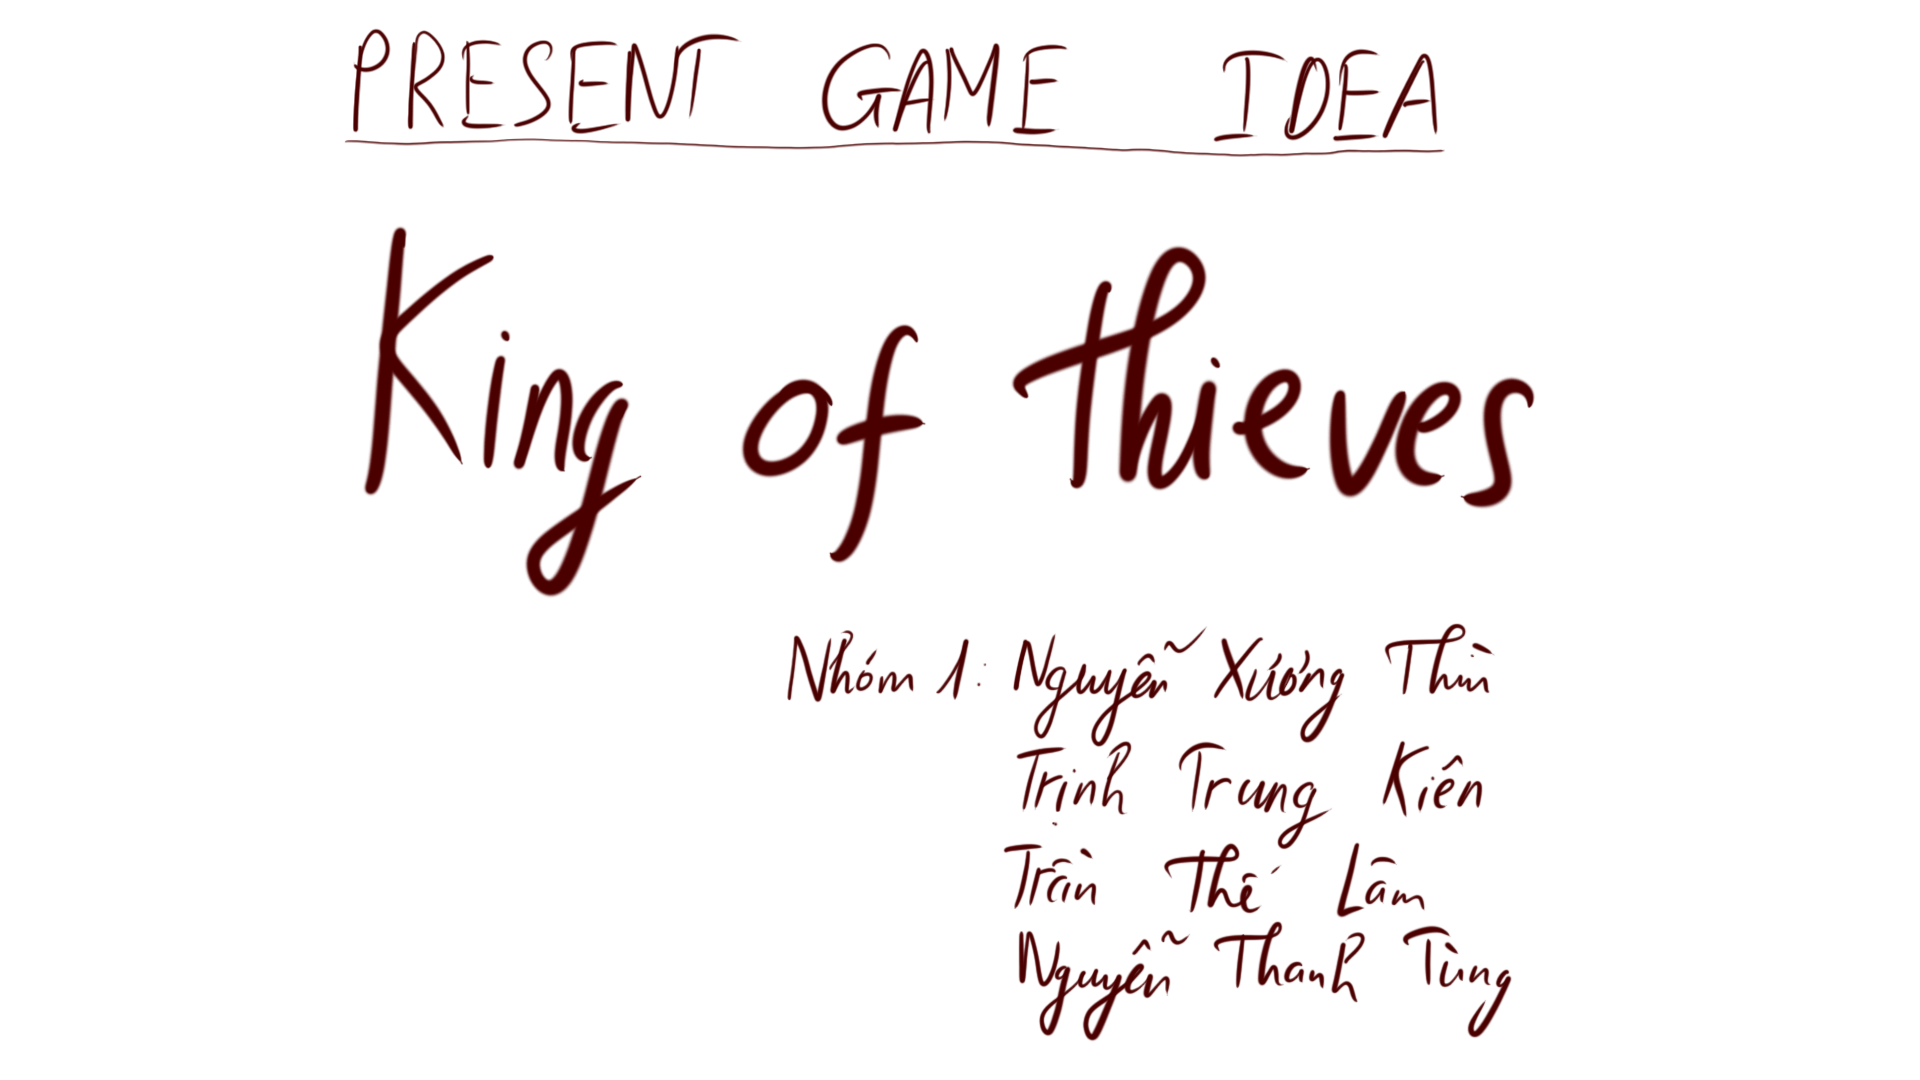 PRESENT GAME IDEA
King of thieves
Nhóm 1: Nguyễn Xương Thìn
Trịnh Trung Kiên
Trần Thế Lâm
Nguyễn Thanh Tùng